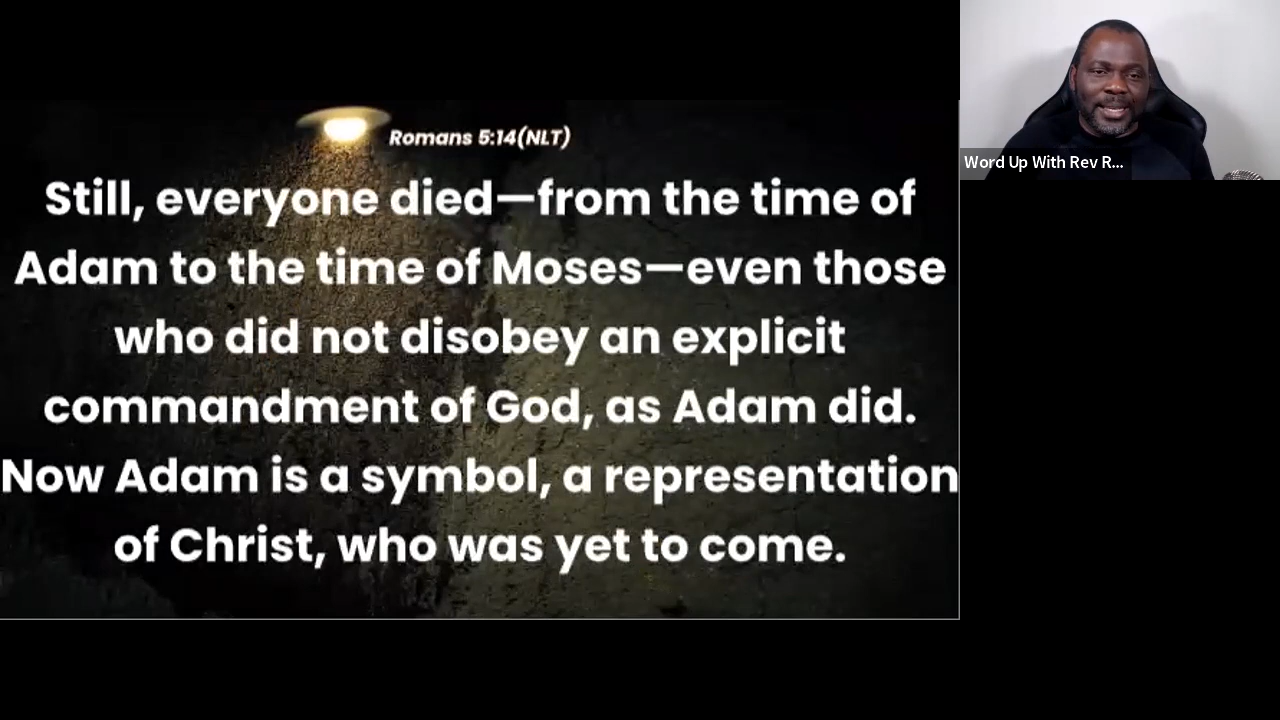 Romans 5:14(NLT)
Still, everyone died—from the time of
Adam to the time of Moses—even those
who did not disobey an explicit
commandment of God, as Adam did.
Now Adam is a symbol, a representation
of Christ, who was yet to come.
Word Up With Rev R...